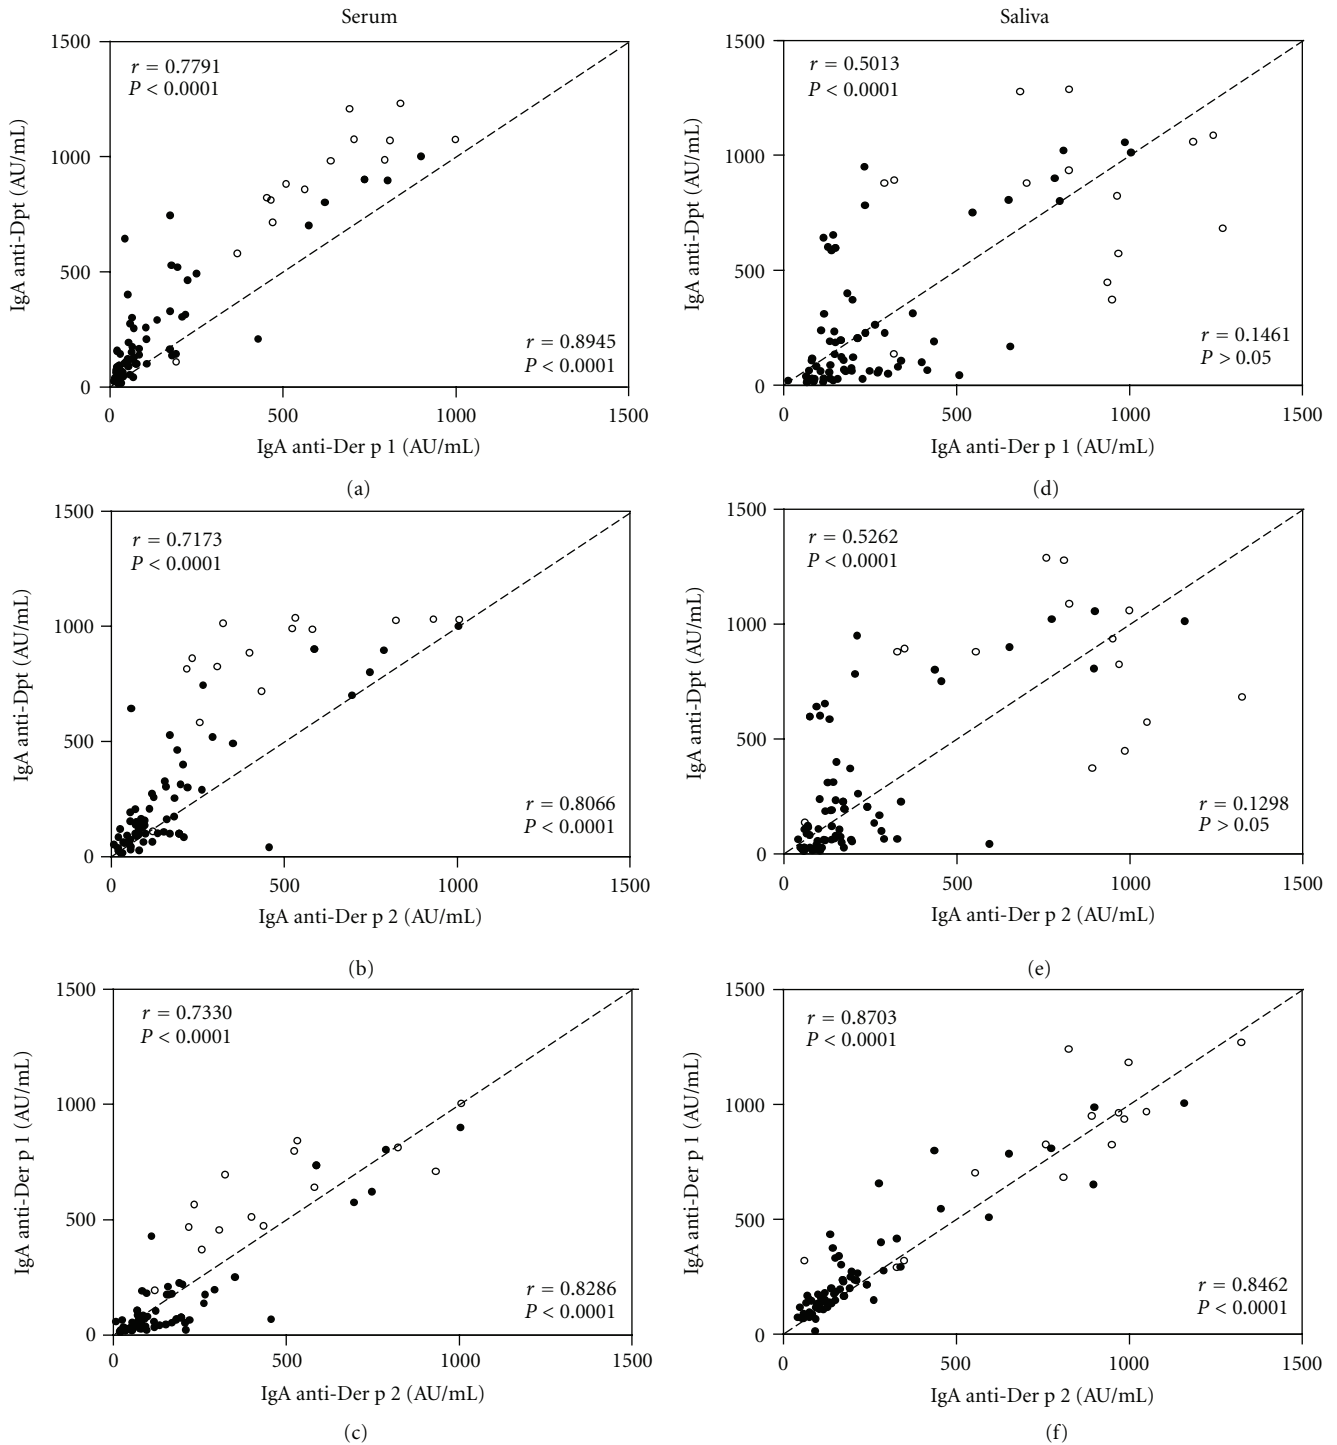 Serum
r = 0.7791
P < 0.0001
r = 0.8945
P < 0.0001
1500
1000
500
0
0 500 1000 1500
IgA anti-Dpt (AU/mL)
IgA anti-Der p 1 (AU/mL)
(a)
Saliva
r = 0.5013
P < 0.0001
r = 0.1461
P > 0.05
1500
1000
500
0
0 500 1000 1500
IgA anti-Dpt (AU/mL)
IgA anti-Der p 1 (AU/mL)
(d)
r = 0.7173
P < 0.0001
r = 0.8066
P < 0.0001
1500
1000
500
0
0 500 1000 1500
IgA anti-Dpt (AU/mL)
IgA anti-Der p 2 (AU/mL)
(b)
r = 0.5262
P < 0.0001
r = 0.1298
P > 0.05
1500
1000
500
0
0 500 1000 1500
IgA anti-Dpt (AU/mL)
IgA anti-Der p 2 (AU/mL)
(e)
r = 0.7330
P < 0.0001
r = 0.8286
P < 0.0001
1500
1000
500
0
0 500 1000 1500
IgA anti-Der p 1 (AU/mL)
IgA anti-Der p 2 (AU/mL)
(c)
r = 0.8703
P < 0.0001
r = 0.8462
P < 0.0001
1500
1000
500
0
0 500 1000 1500
IgA anti-Der p 1 (AU/mL)
IgA anti-Der p 2 (AU/mL)
(f)